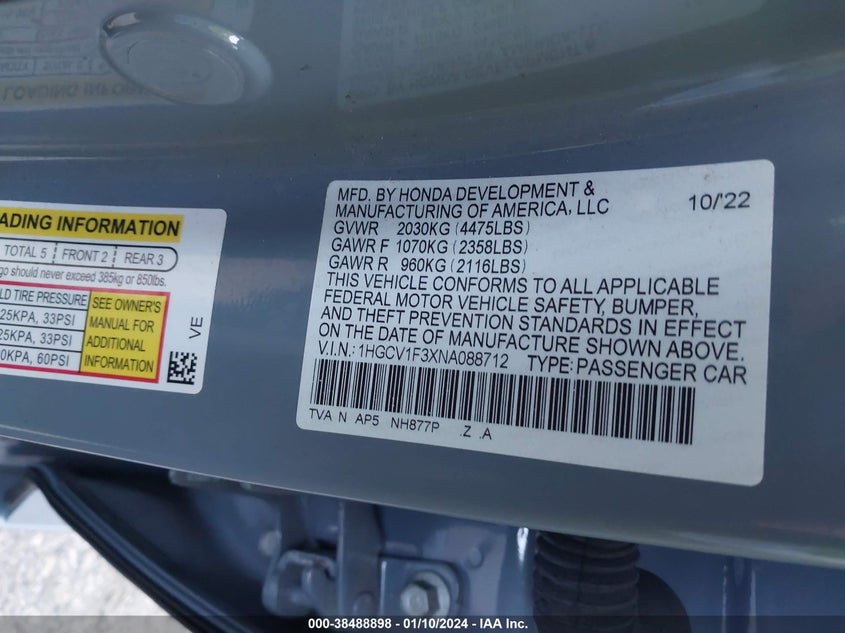 ADING INFORMATION
TOTAL 5 FRONT 2 REAR 3
go should never exceed 385kg or 850lbs.
LD TIRE PRESSURE
25KPA, 33PSI
25KPA, 33PSI
0KPA, 60PSI
SEE OWNER'S
MANUAL FOR
ADDITIONAL
INFORMATION
VE
MFD. BY HONDA DEVELOPMENT & 10/22
MANUFACTURING OF AMERICA, LLC
GVWR 2030KG (4475LBS)
GAWR F 1070KG (2358LBS)
GAWR R 960KG (2116LBS)
THIS VEHICLE CONFORMS TO ALL APPLICABLE
FEDERAL MOTOR VEHICLE SAFETY, BUMPER,
AND THEFT PREVENTION STANDARDS IN EFFECT
ON THE DATE OF MANUFACTURE SHOWN ABOVE.
V.I.N.: 1HGCV1F3XNA088712 TYPE: PASSENGER CAR
TVA N AP5 NH877P .Z .A
000-38488898 - 01/10/2024 - IAA Inc.